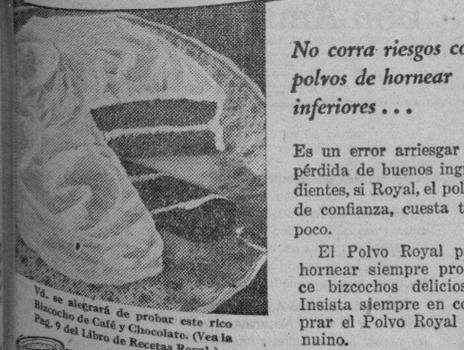 No corra riesgos co
polvos de hornear
inferiores . . .
Es un error arriesgar
pérdida de buenos ingr
dientes, si Royal, el pol
de confianza, cuesta t
poco.
El Polvo Royal p
hornear siempre pro
ce bizcochos delicios
Insista siempre en co
prar el Polvo Royal
nuino.
Vd. se alegrará de probar este rico
Bizcocho de Café y Chocolate. (Vea la
Pag. 9 del Libro de Recetas Royal.)